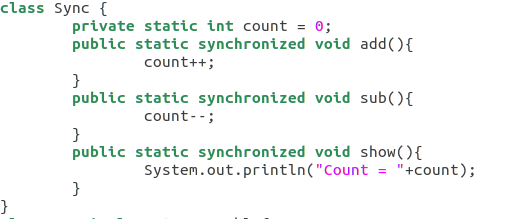 class Sync {
private static int count = 0;
public static synchronized void add(){
count++;
}
public static synchronized void sub(){
count--;
}
public static synchronized void show(){
System.out.println("Count = "+count);
}
}